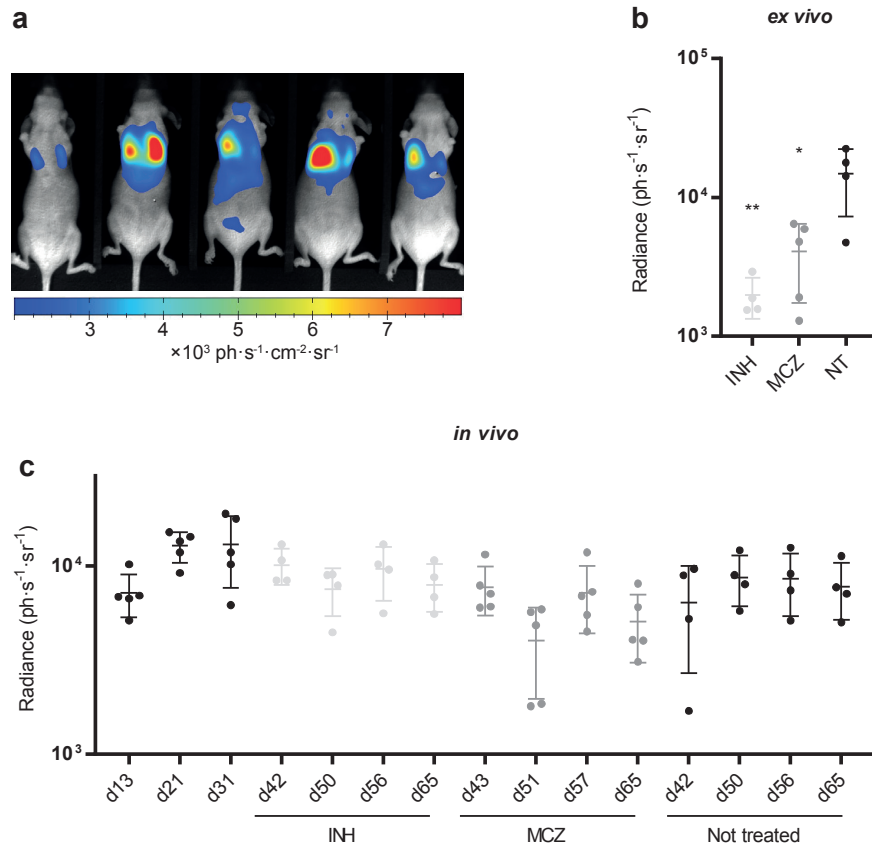 a
3 4 5 6 7
×10³ ph·s⁻¹·cm⁻²·sr⁻¹
b
ex vivo
Radiance (ph·s⁻¹·sr⁻¹)
10⁵
10⁴
10³
**
*
INH MCZ NT
in vivo
c
Radiance (ph·s⁻¹·sr⁻¹)
10⁴
10³
d13 d21 d31 d42 d50 d56 d65 d43 d51 d57 d65 d42 d50 d56 d65
INH MCZ Not treated